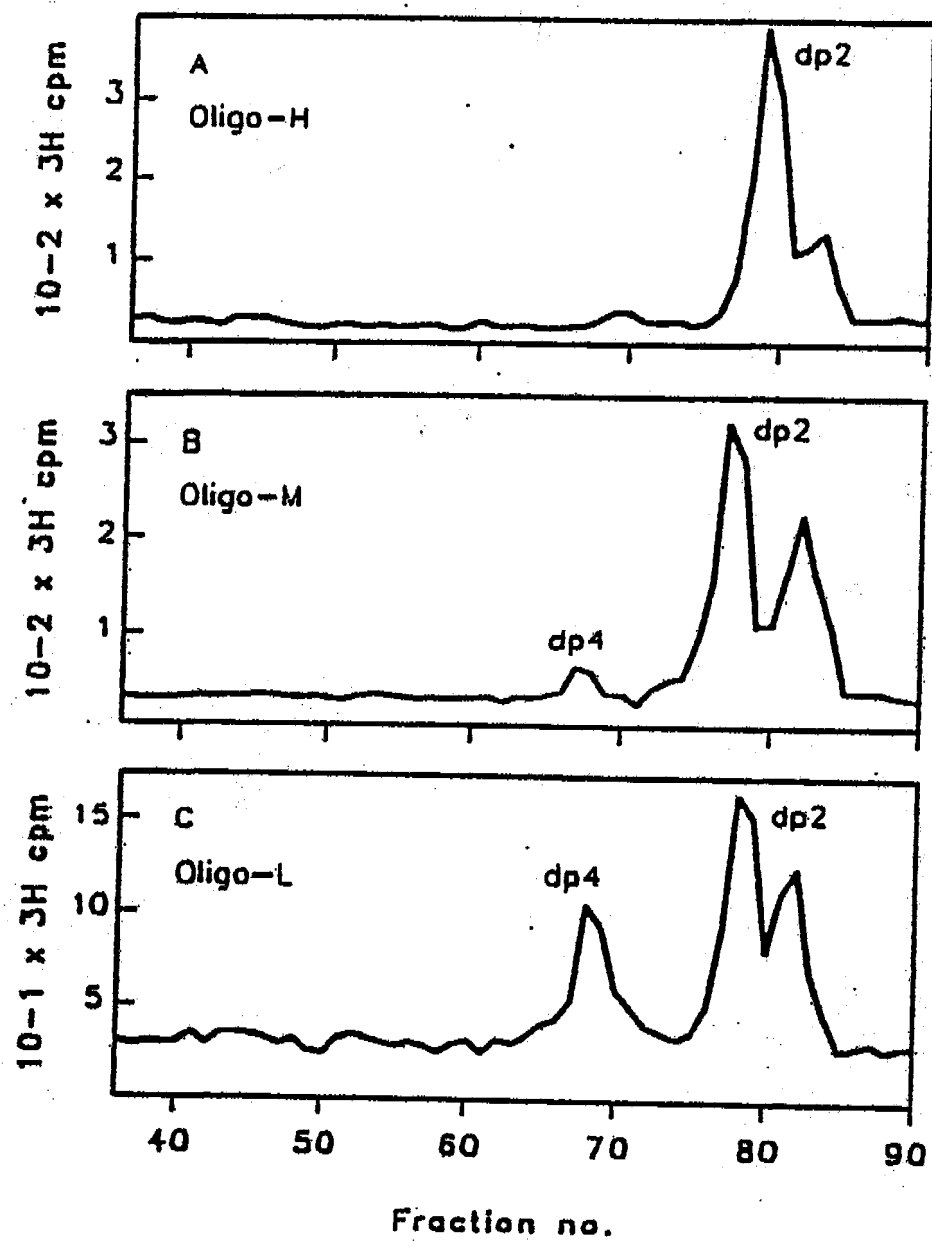 A
Oligo-H
dp2
3
2
1
10-2 x 3H cpm
B
Oligo-M
dp4
dp2
3
2
1
10-2 x 3H cpm
C
Oligo-L
dp4
dp2
15
10
5
10-1 x 3H cpm
40 50 60 70 80 90
Fraction no.